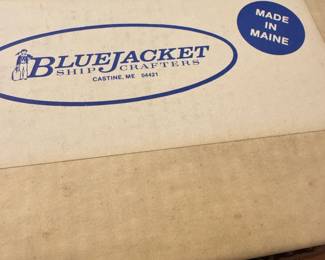 BLUEJACKET
SHIP CRAFTERS
CASTINE, ME 04421
MADE
IN
MAINE